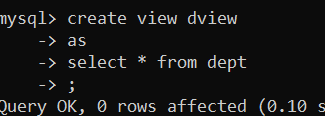 mysql> create view dview
-> as
-> select * from dept
-> ;
Query OK, 0 rows affected (0.10 s